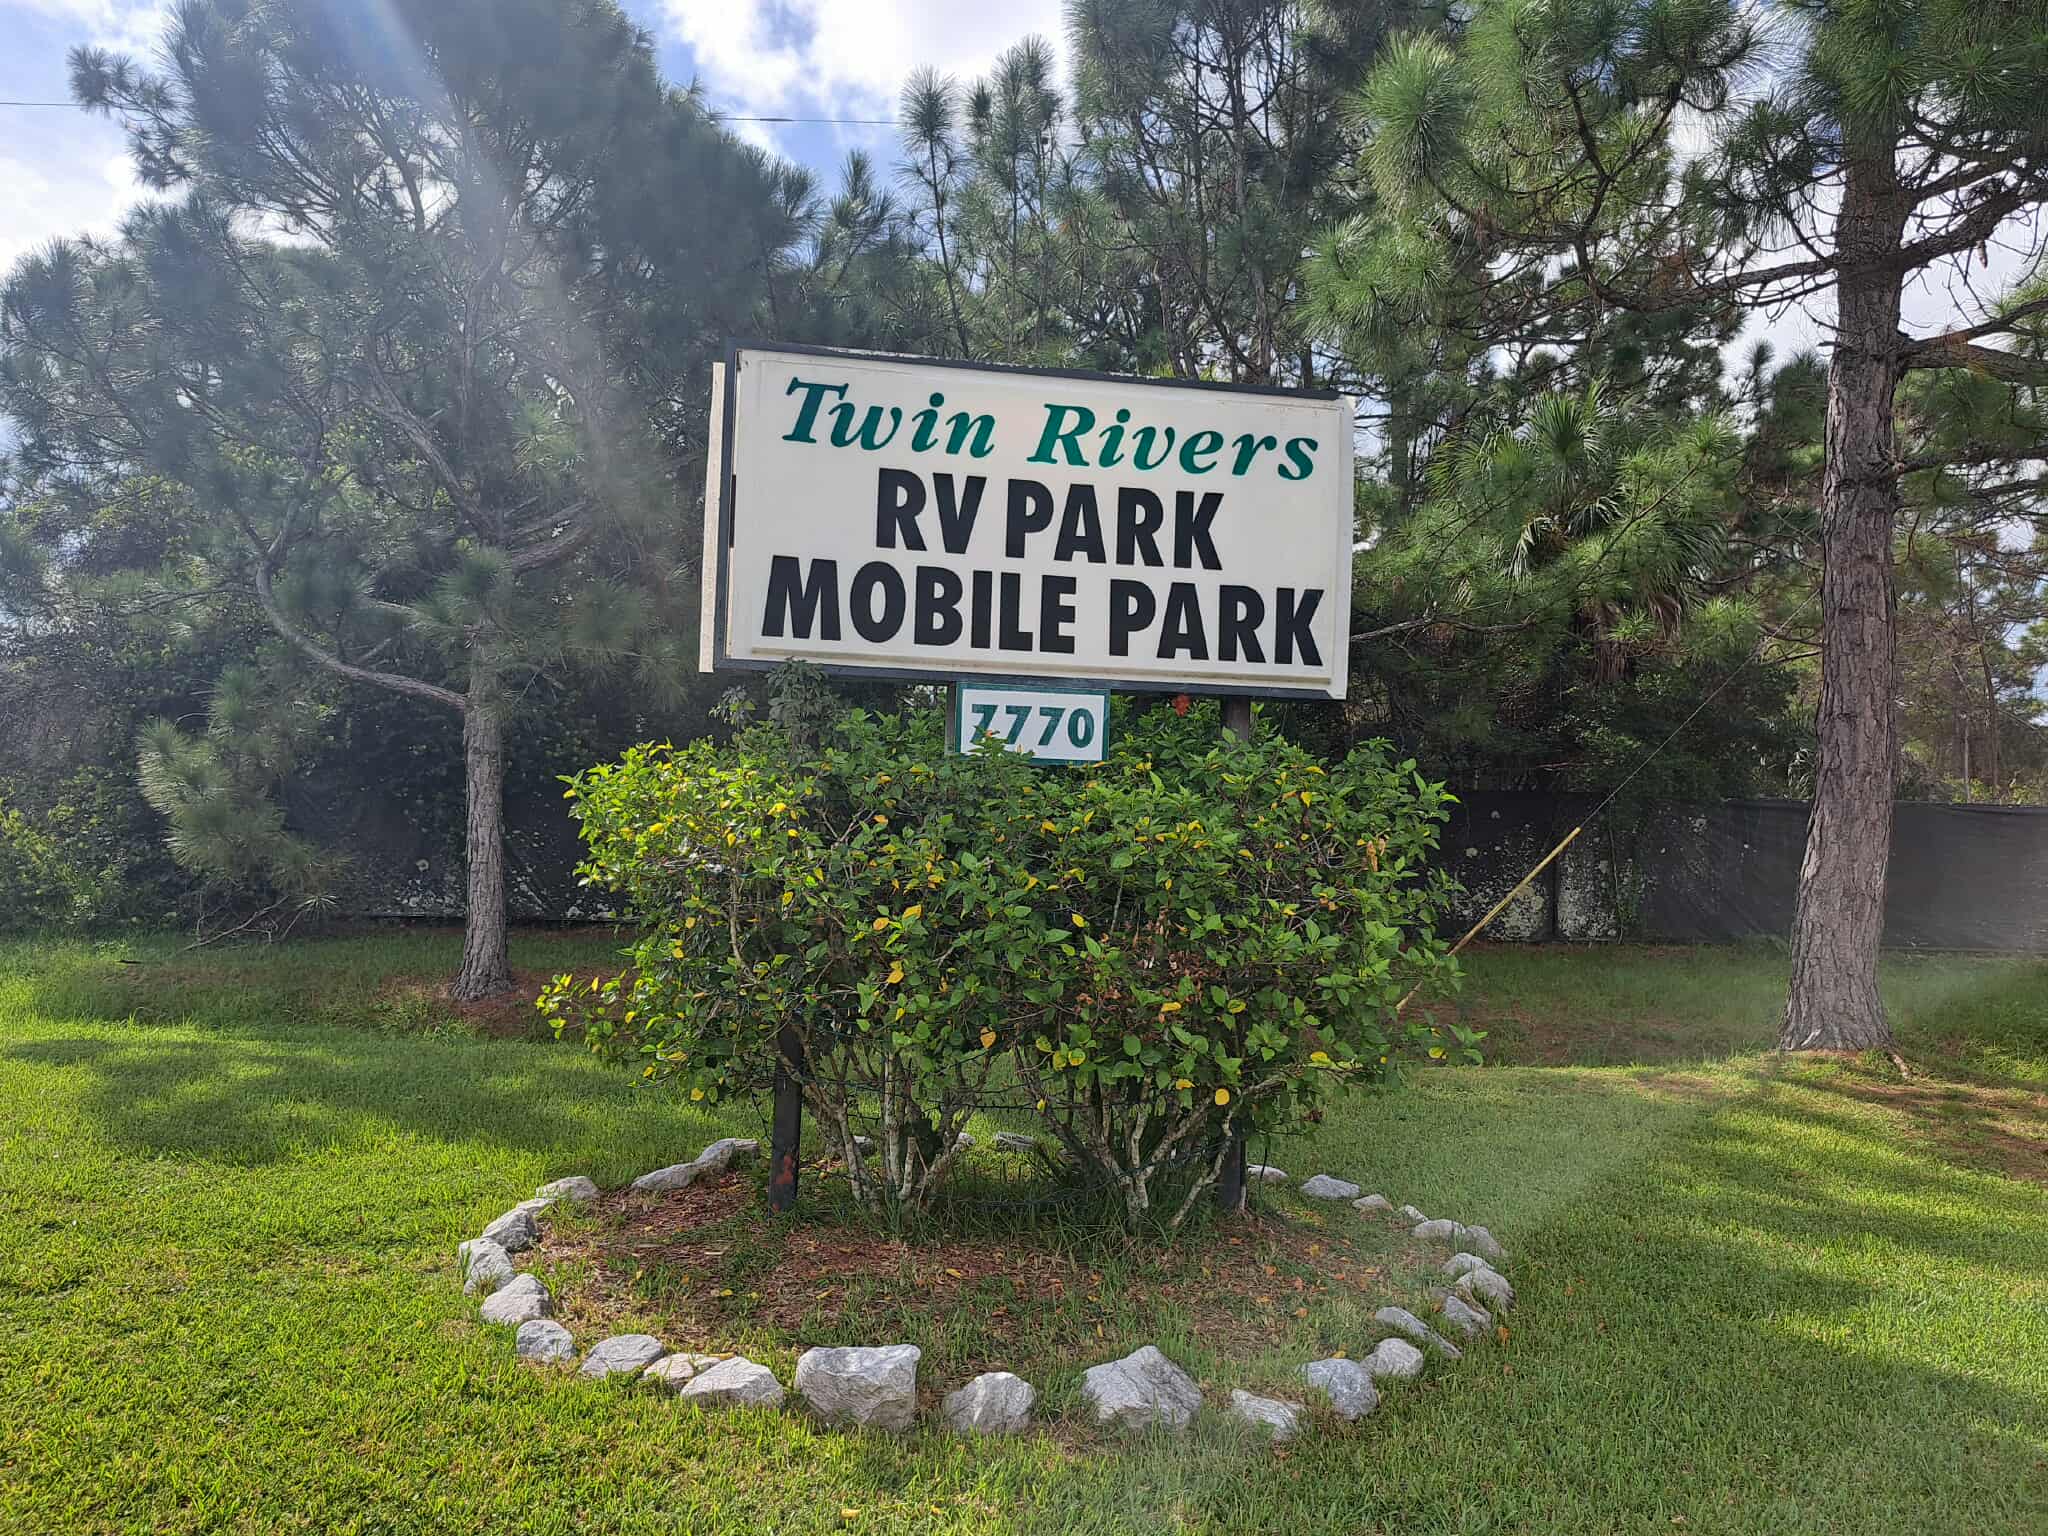 Twin Rivers
RV PARK
MOBILE PARK
7770